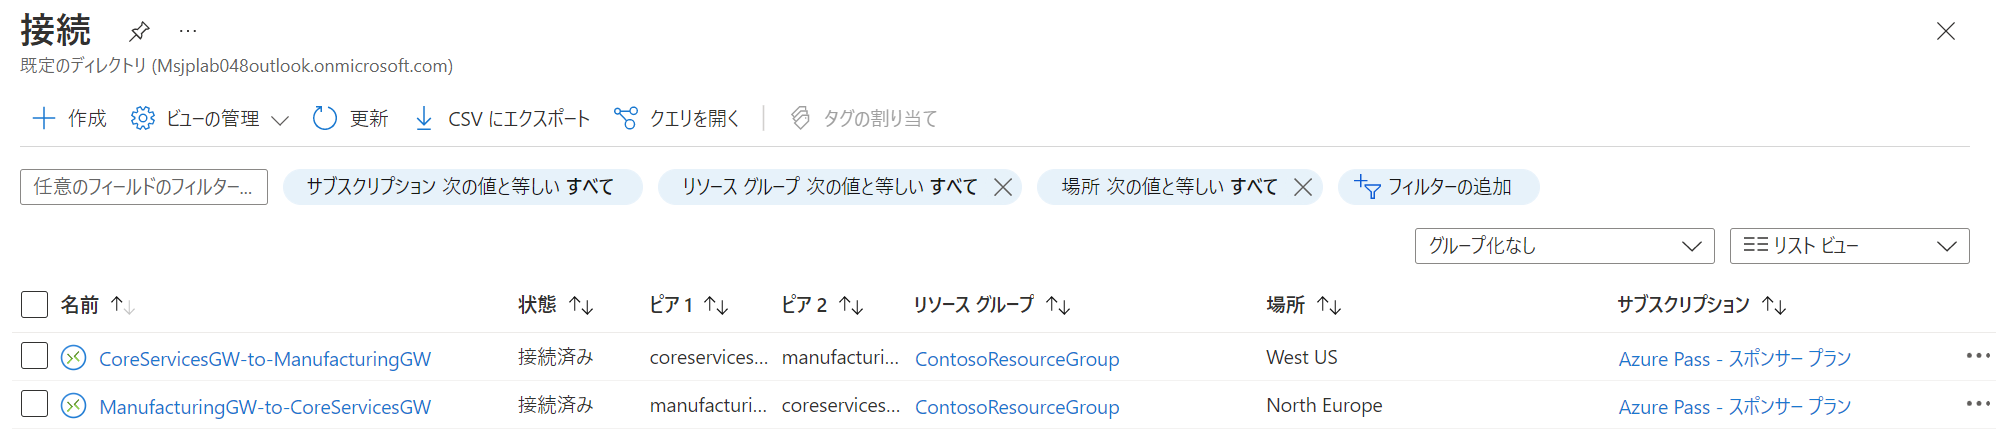 接続 …
既定のディレクトリ (Msjplab048outlook.onmicrosoft.com)
作成 ビューの管理 更新 CSV にエクスポート クエリを開く タグの割り当て
任意のフィールドのフィルター... サブスクリプション 次の値と等しい すべて リソース グループ 次の値と等しい すべて 場所 次の値と等しい すべて フィルターの追加
グループ化なし リスト ビュー
名前 状態 ピア 1 ピア 2 リソース グループ 場所 サブスクリプション
CoreServicesGW-to-ManufacturingGW 接続済み coreservices... manufacturi... ContosoResourceGroup West US Azure Pass - スポンサー プラン
ManufacturingGW-to-CoreServicesGW 接続済み manufacturi... coreservices... ContosoResourceGroup North Europe Azure Pass - スポンサー プラン